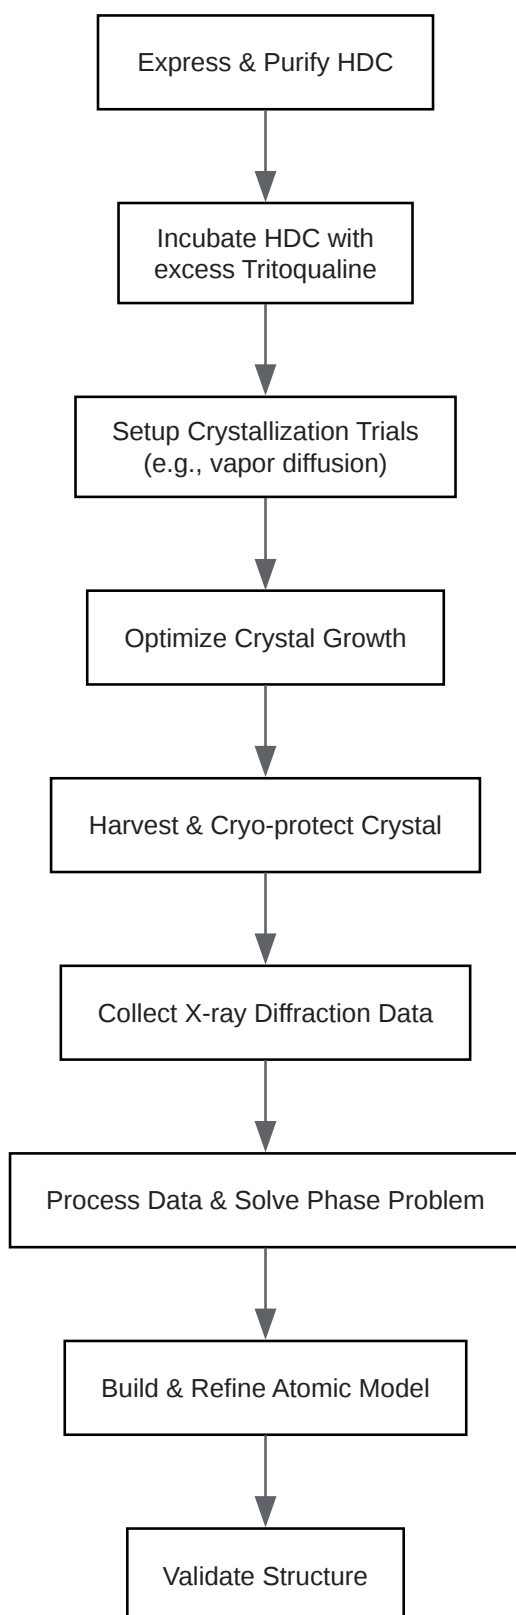 Express & Purify HDC
Incubate HDC with
excess Tritoqualine
Setup Crystallization Trials
(e.g., vapor diffusion)
Optimize Crystal Growth
Harvest & Cryo-protect Crystal
Collect X-ray Diffraction Data
Process Data & Solve Phase Problem
Build & Refine Atomic Model
Validate Structure